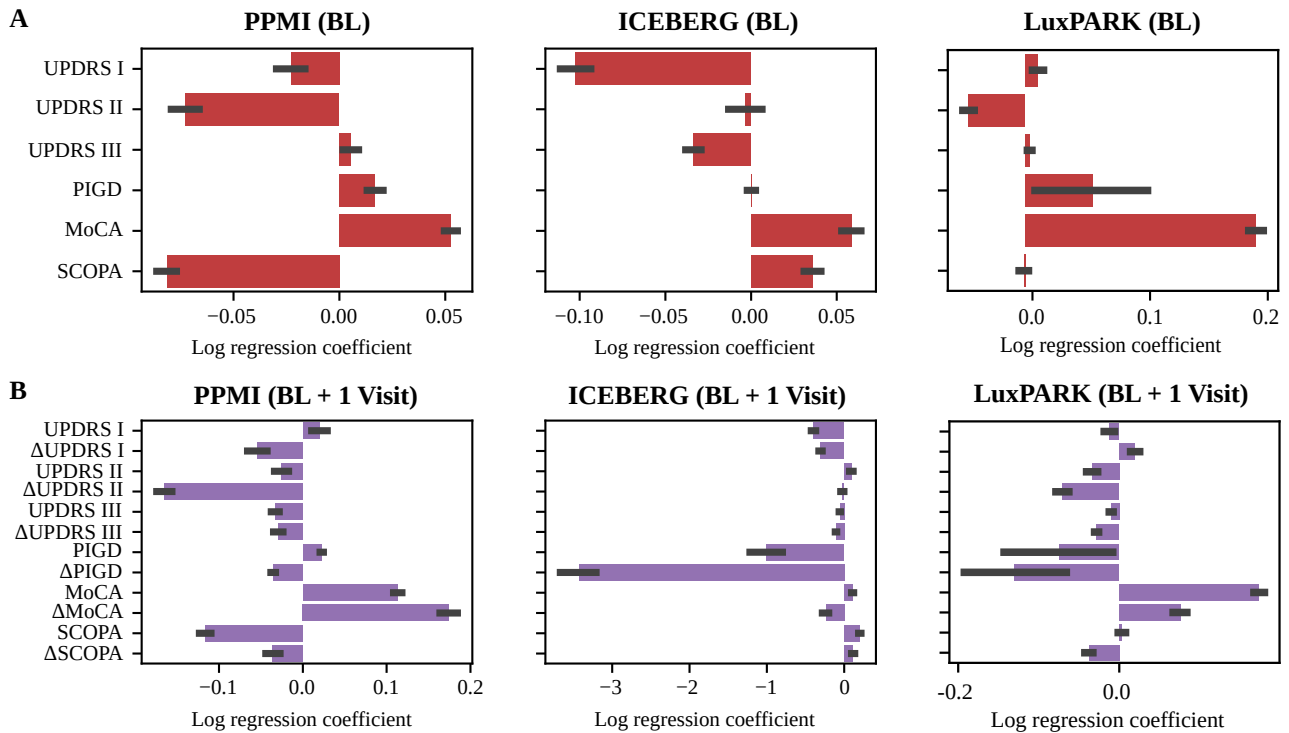 A
PPMI (BL)
ICEBERG (BL)
LuxPARK (BL)
UPDRS I
UPDRS II
UPDRS III
PIGD
MoCA
SCOPA
−0.05 0.00 0.05
−0.10 −0.05 0.00 0.05
0.0 0.1 0.2
Log regression coefficient
Log regression coefficient
Log regression coefficient
B
PPMI (BL + 1 Visit)
ICEBERG (BL + 1 Visit)
LuxPARK (BL + 1 Visit)
UPDRS I
ΔUPDRS I
UPDRS II
ΔUPDRS II
UPDRS III
ΔUPDRS III
PIGD
ΔPIGD
MoCA
ΔMoCA
SCOPA
ΔSCOPA
−0.1 0.0 0.1 0.2
−3 −2 −1 0
-0.2 0.0
Log regression coefficient
Log regression coefficient
Log regression coefficient